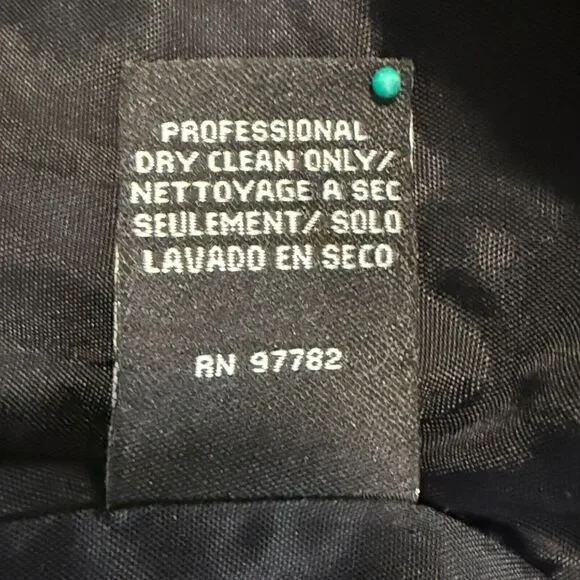 PROFESSIONAL
DRY CLEAN ONLY/
NETTOYAGE A SEC
SEULEMENT/ SOLO
LAVADO EN SECO
RN 97782